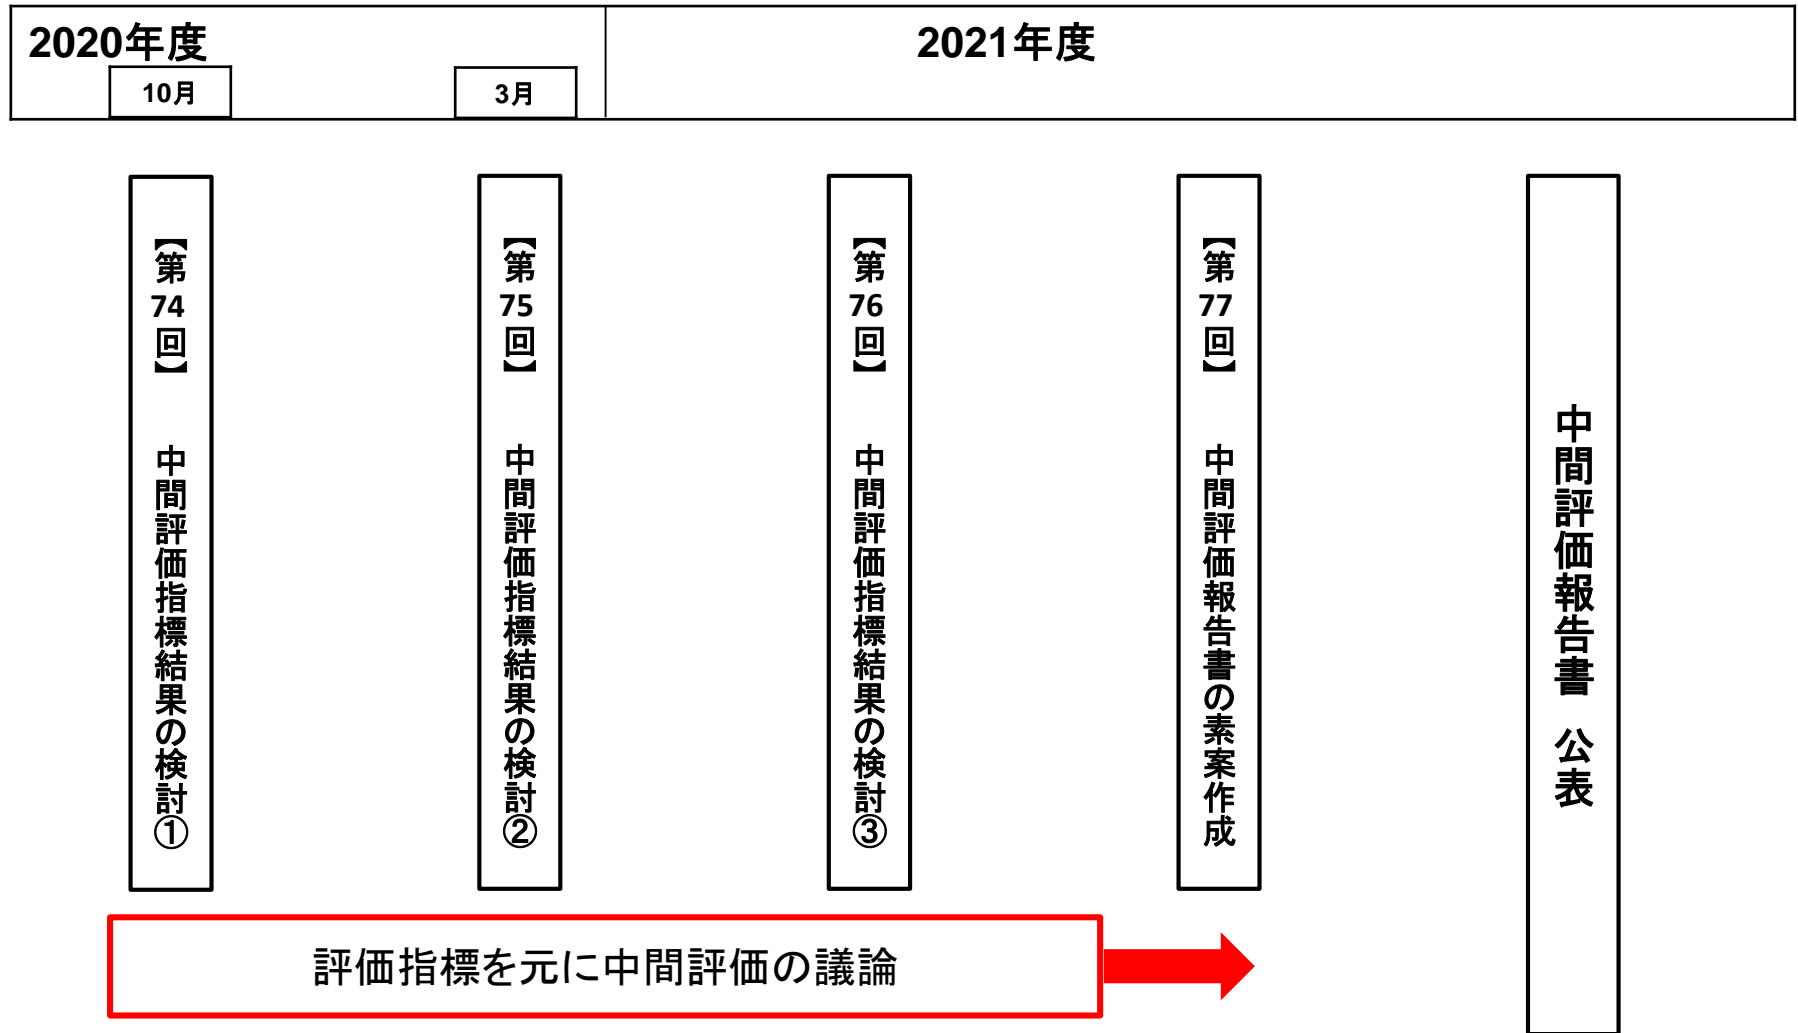 2020年度
2021年度
10月
3月
【第74回】 中間評価指標結果の検討①
【第75回】 中間評価指標結果の検討②
【第76回】 中間評価指標結果の検討③
【第77回】 中間評価報告書の素案作成
中間評価報告書 公表
評価指標を元に中間評価の議論